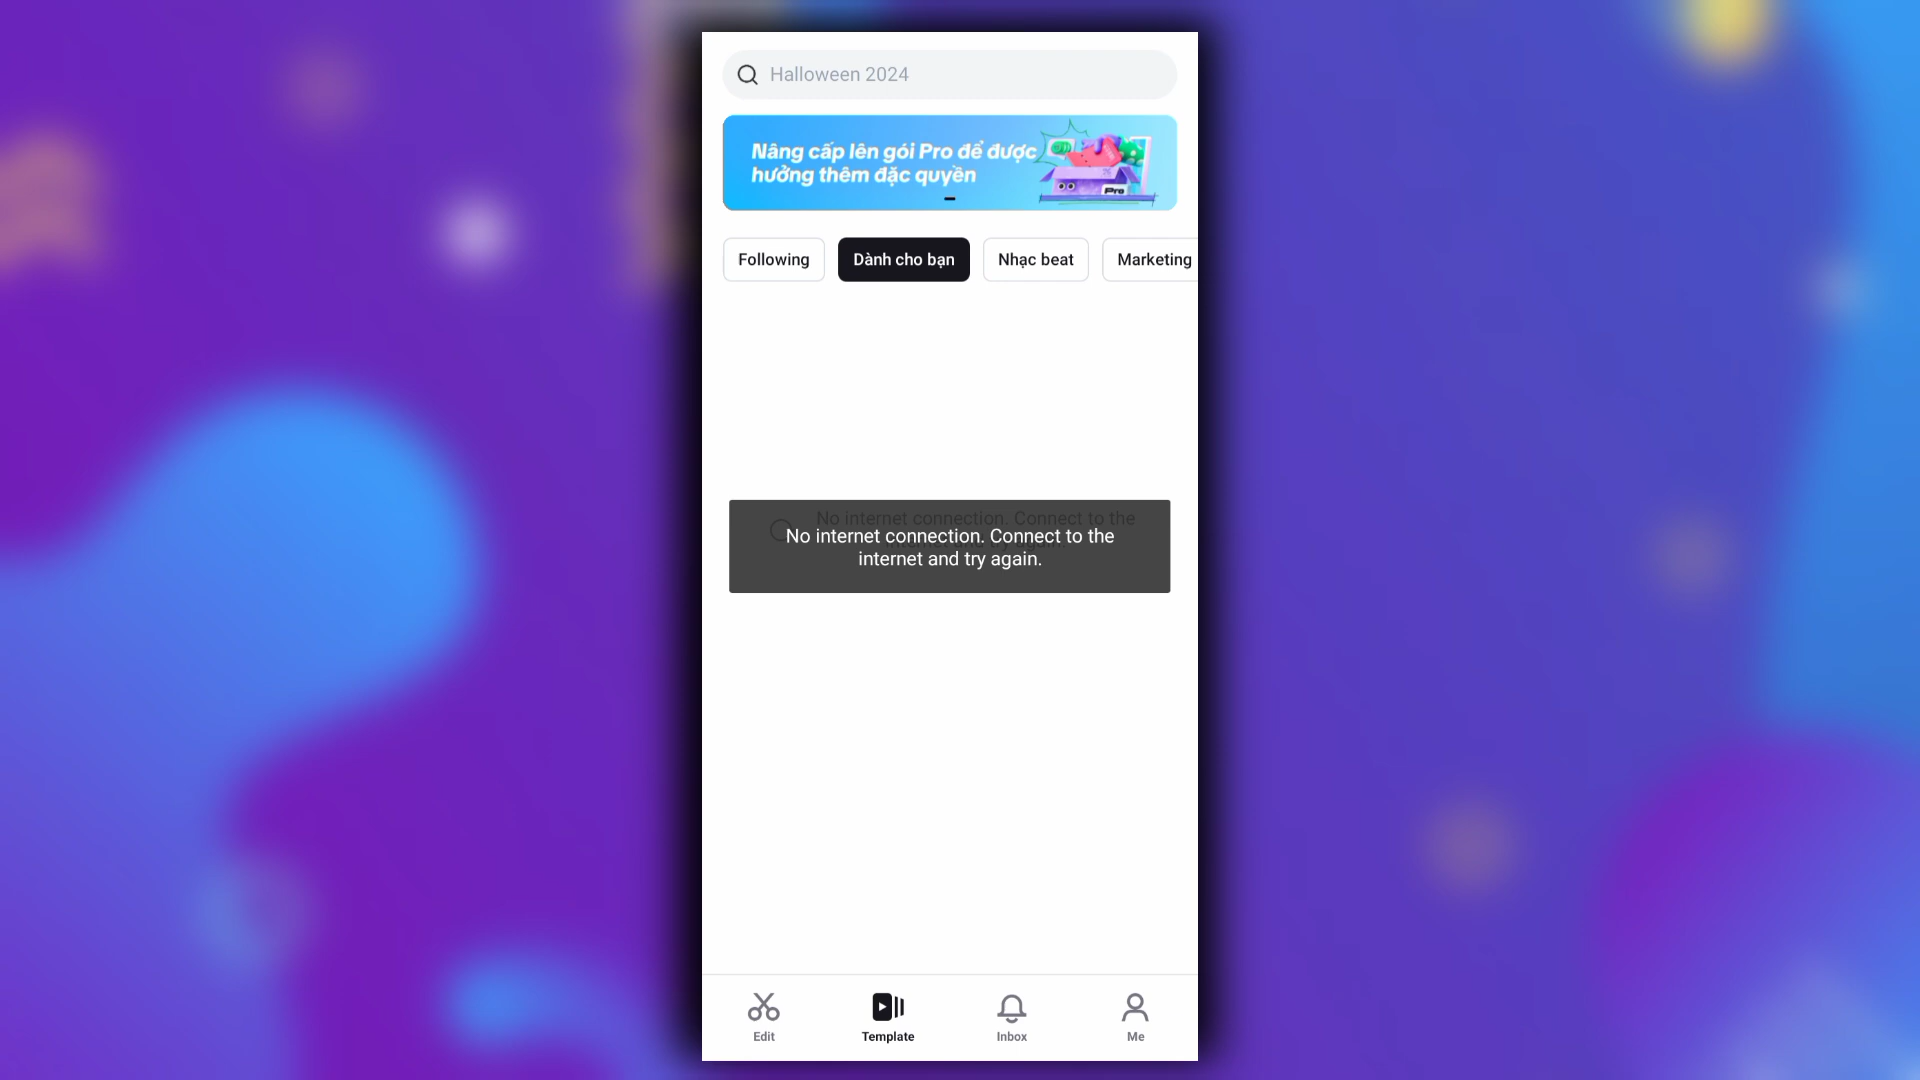 Halloween 2024
Nâng cấp lên gói Pro để được
hưởng thêm đặc quyền
Pro
Following
Dành cho bạn
Nhạc beat
Marketing
No internet connection. Connect to the
No internet connection. Connect to the
internet and try again.
Edit
Template
Inbox
Me